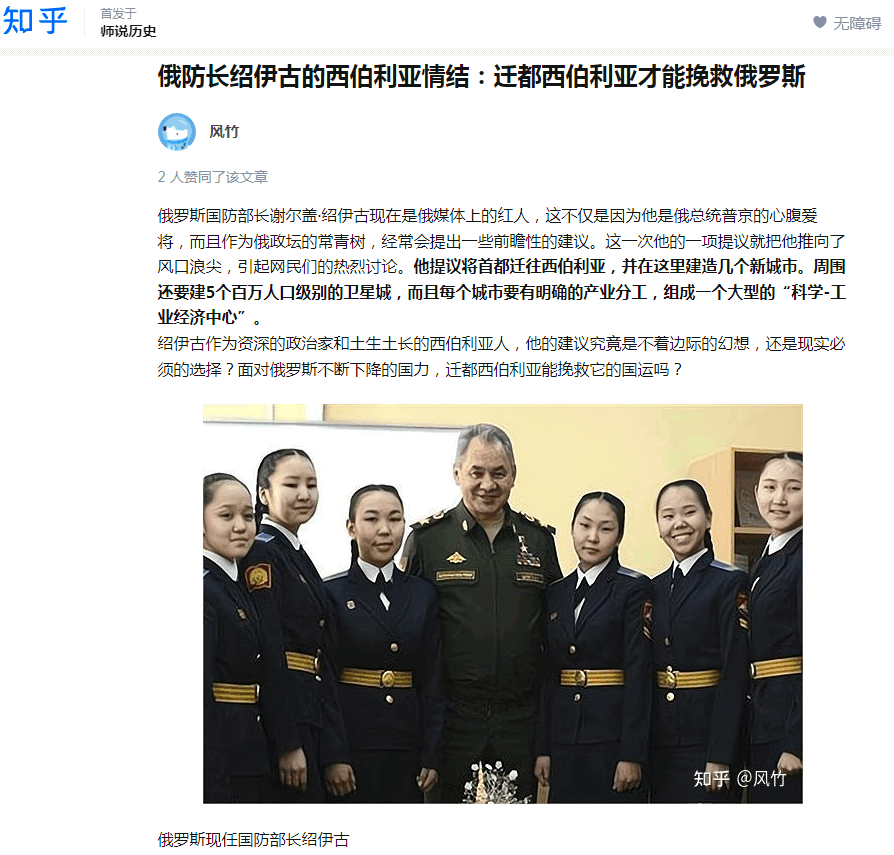 知乎
首发于
师说历史
无障碍
俄防长绍伊古的西伯利亚情结：迁都西伯利亚才能挽救俄罗斯
风竹
2 人赞同了该文章
俄罗斯国防部长谢尔盖·绍伊古现在是俄媒体上的红人，这不仅是因为他是俄总统普京的心腹爱
将，而且作为俄政坛的常青树，经常会提出一些前瞻性的建议。这一次他的一项提议就把他推向了
风口浪尖，引起网民们的热烈讨论。他提议将首都迁往西伯利亚，并在这里建造几个新城市。周围
还要建5个百万人口级别的卫星城，而且每个城市要有明确的产业分工，组成一个大型的“科学-工
业经济中心”。
绍伊古作为资深的政治家和土生土长的西伯利亚人，他的建议究竟是不着边际的幻想，还是现实必
须的选择？面对俄罗斯不断下降的国力，迁都西伯利亚能挽救它的国运吗？
知乎 @风竹
俄罗斯现任国防部长绍伊古